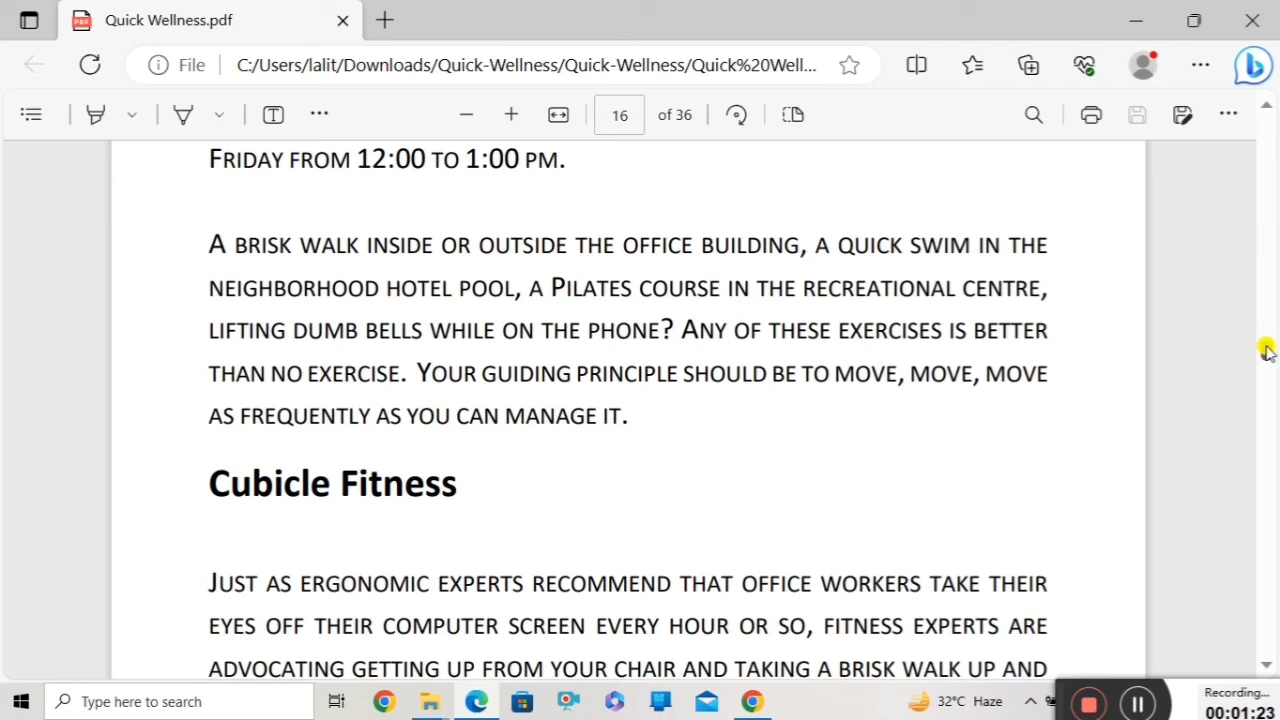 Quick Wellness.pdf
File
C:/Users/lalit/Downloads/Quick-Wellness/Quick-Wellness/Quick%20Well...
16 of 36
FRIDAY FROM 12:00 TO 1:00 PM.
A BRISK WALK INSIDE OR OUTSIDE THE OFFICE BUILDING, A QUICK SWIM IN THE
NEIGHBORHOOD HOTEL POOL, A PILATES COURSE IN THE RECREATIONAL CENTRE,
LIFTING DUMB BELLS WHILE ON THE PHONE? ANY OF THESE EXERCISES IS BETTER
THAN NO EXERCISE. YOUR GUIDING PRINCIPLE SHOULD BE TO MOVE, MOVE, MOVE
AS FREQUENTLY AS YOU CAN MANAGE IT.
Cubicle Fitness
JUST AS ERGONOMIC EXPERTS RECOMMEND THAT OFFICE WORKERS TAKE THEIR
EYES OFF THEIR COMPUTER SCREEN EVERY HOUR OR SO, FITNESS EXPERTS ARE
ADVOCATING GETTING UP FROM YOUR CHAIR AND TAKING A BRISK WALK UP AND
Type here to search
32°C Haze
Recording...
00:01:23